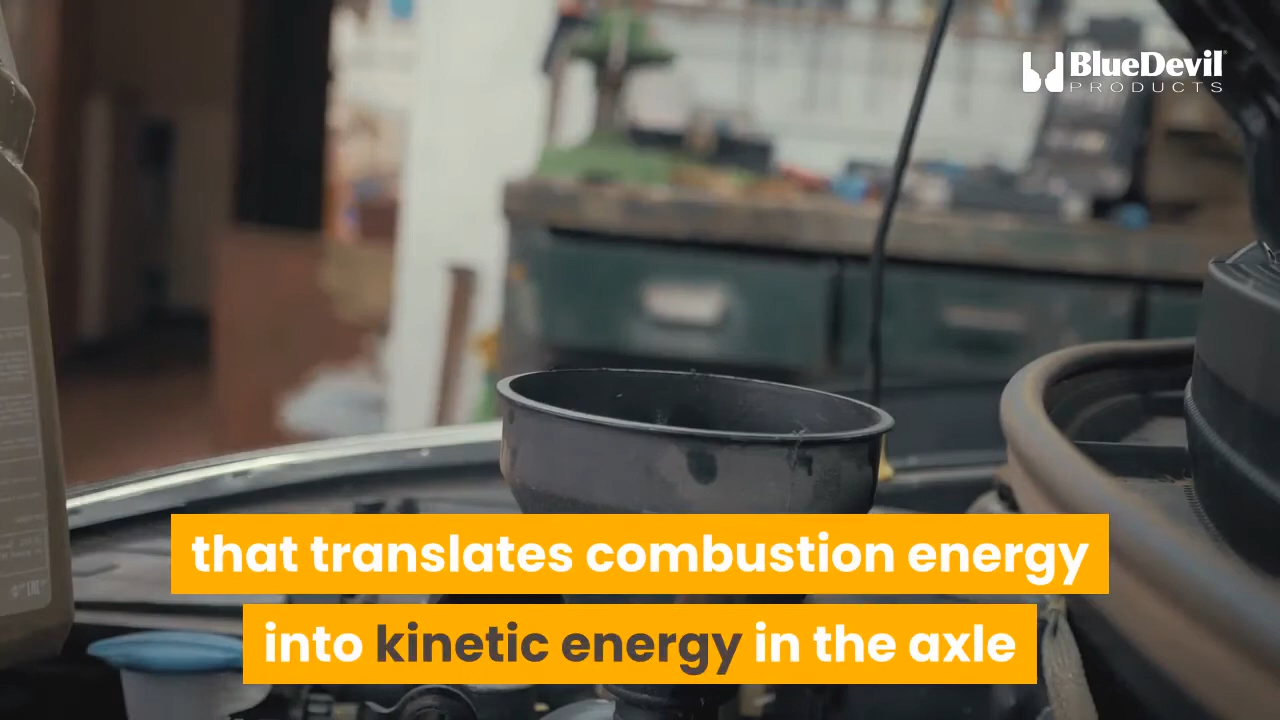 BlueDevil
PRODUCTS
that translates combustion energy
into kinetic energy in the axle